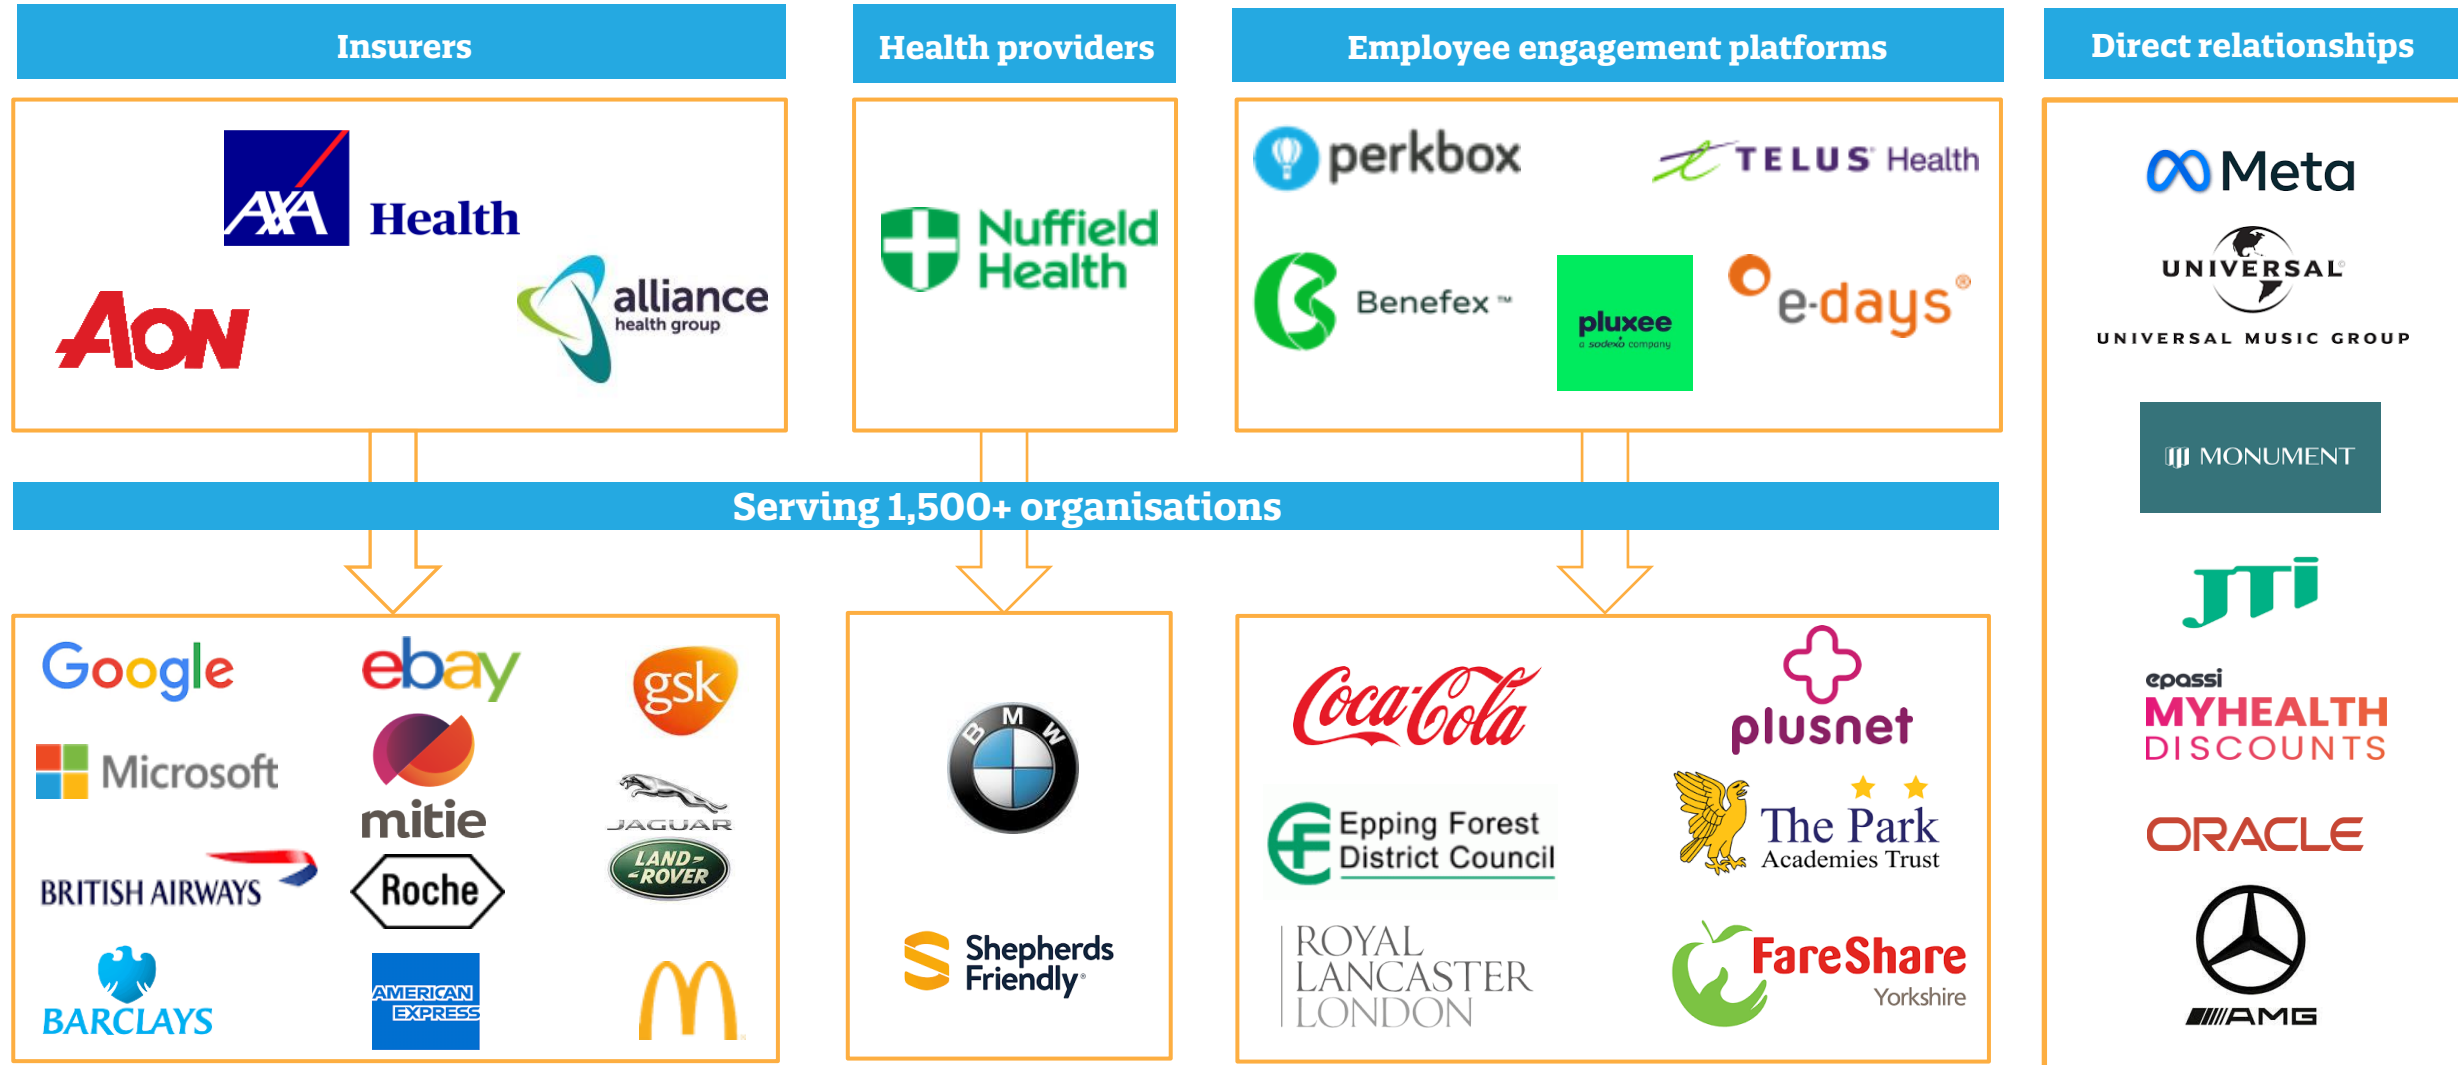 Insurers
Health providers
Employee engagement platforms
Direct relationships
AXA Health
AON
alliance
health group
Nuffield
Health
perkbox
TELUS® Health
Benefex ™
pluxee
a sodexo company
e-days®
Meta
UNIVERSAL©
UNIVERSAL MUSIC GROUP
MONUMENT
JTi
epassi
MYHEALTH
DISCOUNTS
ORACLE
AMG
Serving 1,500+ organisations
Google
ebay
gsk
Microsoft
mitie
JAGUAR
LAND-
-ROVER
BRITISH AIRWAYS
Roche
BARCLAYS
AMERICAN
EXPRESS
BMW
Shepherds
Friendly®
Coca-Cola
plusnet
Epping Forest
District Council
The Park
Academies Trust
ROYAL
LANCASTER
LONDON
FareShare
Yorkshire